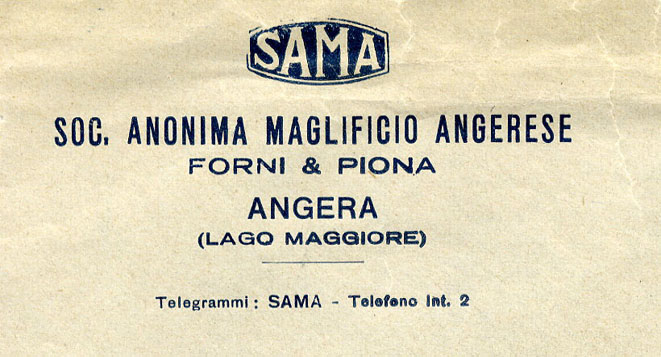 SAMA
SOC. ANONIMA MAGLIFICIO ANGERESE
FORNI & PIONA
ANGERA
(LAGO MAGGIORE)
Telegrammi: SAMA - Telefono Int. 2